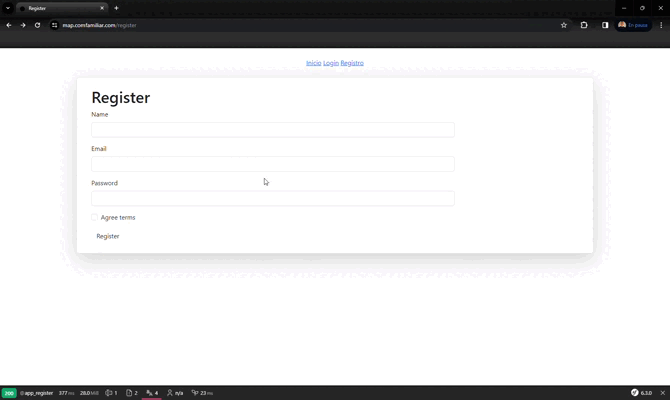 Register
map.comfamiliar.com/register
En pausa
Inicio Login Registro
Register
Name
Email
Password
Agree terms
Register
200 @app_register 377 ms 28.0 MiB 1 2 4 n/a 23 ms 6.3.0